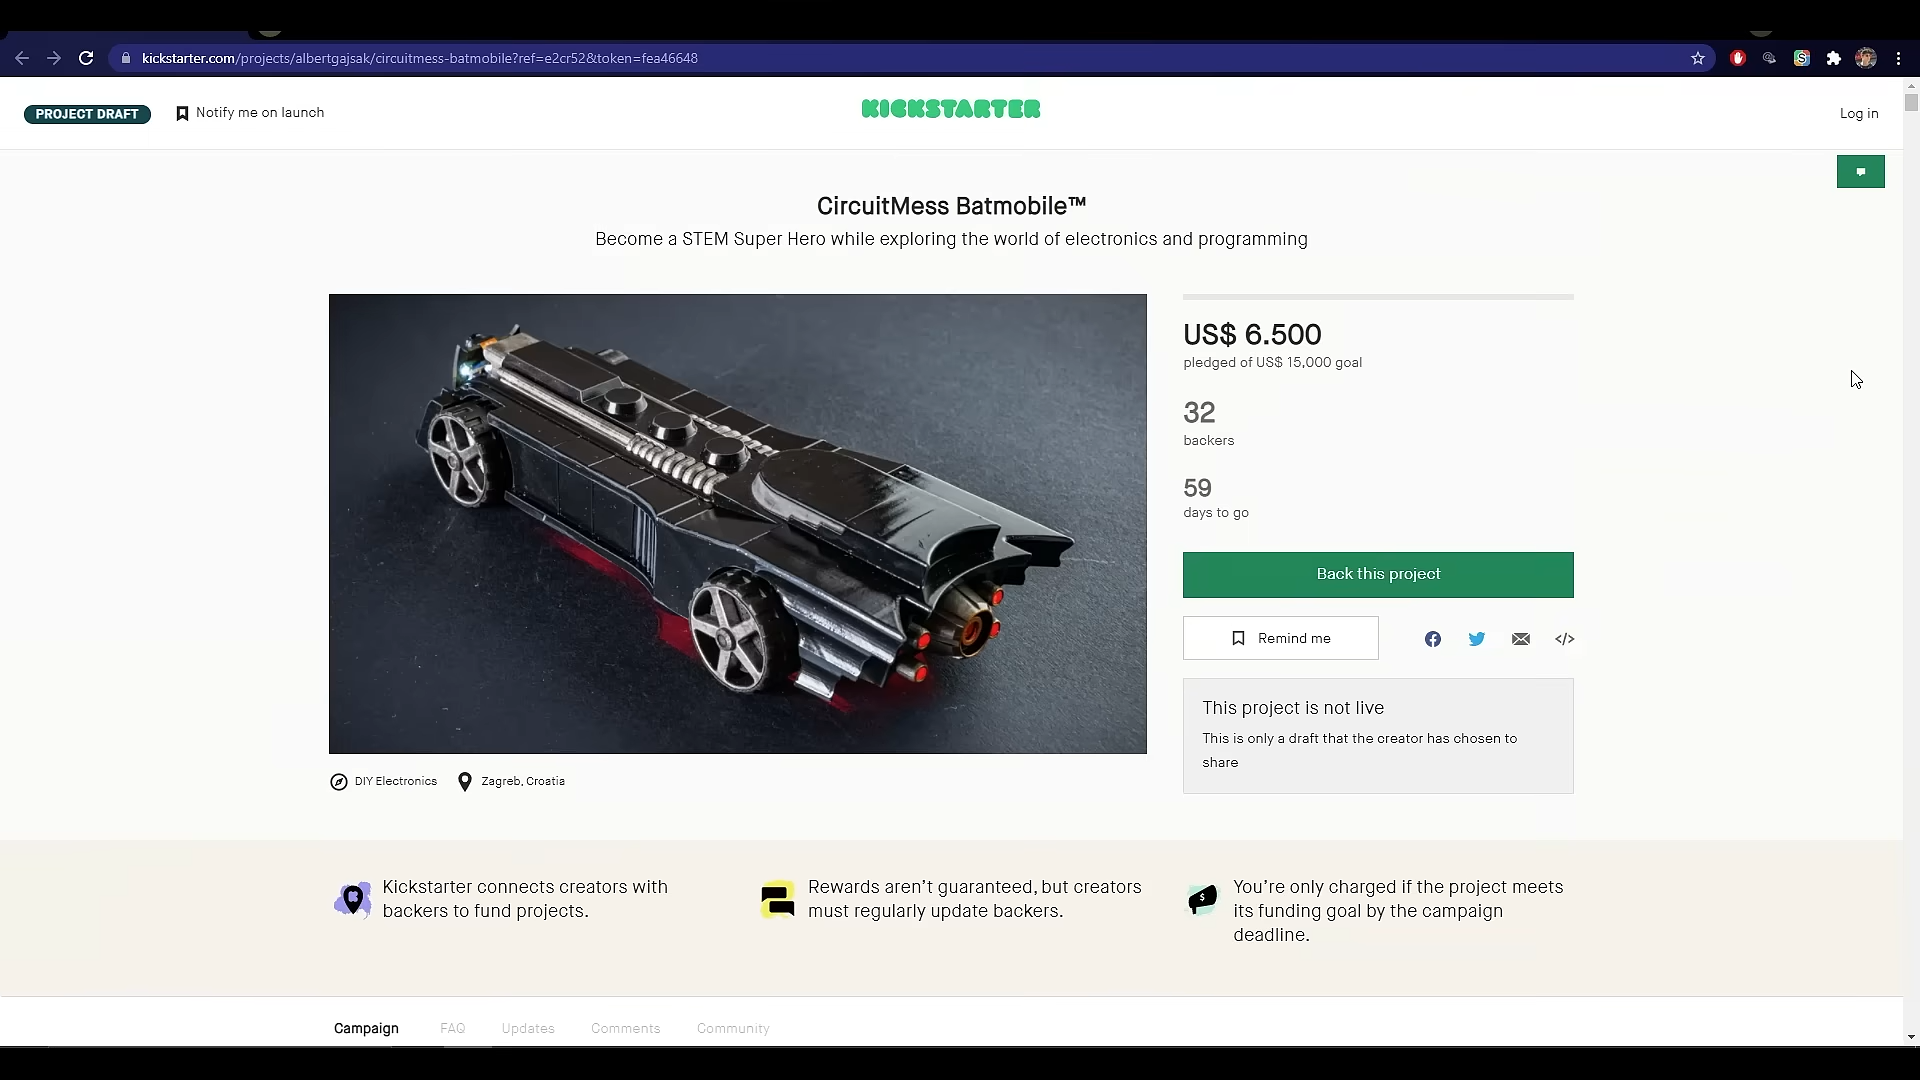 kickstarter.com/projects/albertgajsak/circuitmess-batmobile?ref=e2cr52&token=fea46648
PROJECT DRAFT
Notify me on launch
KICKSTARTER
Log in
CircuitMess Batmobile™
Become a STEM Super Hero while exploring the world of electronics and programming
US$ 6.500
pledged of US$ 15,000 goal
32
backers
59
days to go
Back this project
Remind me
This project is not live
This is only a draft that the creator has chosen to
share
DIY Electronics
Zagreb, Croatia
Kickstarter connects creators with
backers to fund projects.
Rewards aren’t guaranteed, but creators
must regularly update backers.
You’re only charged if the project meets
its funding goal by the campaign
deadline.
Campaign
FAQ
Updates
Comments
Community